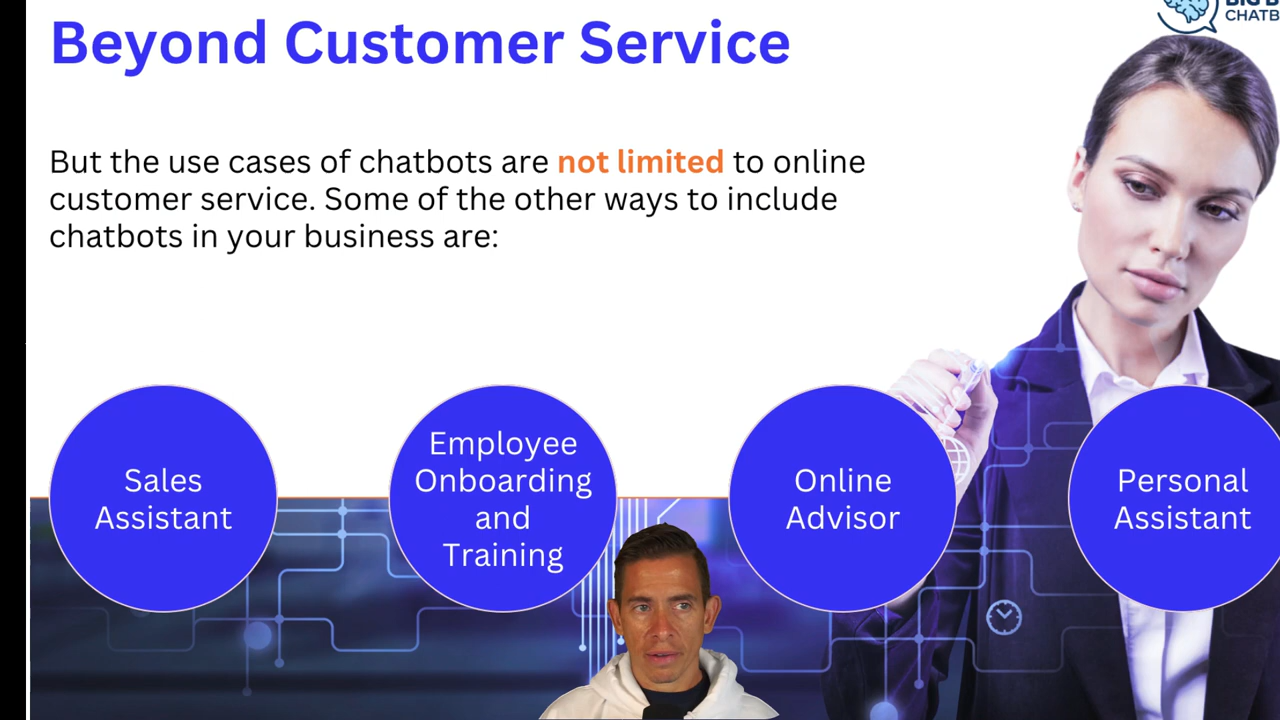 Beyond Customer Service
CHATB
But the use cases of chatbots are not limited to online
customer service. Some of the other ways to include
chatbots in your business are:
Sales
Assistant
Employee
Onboarding
and
Training
Online
Advisor
Personal
Assistant